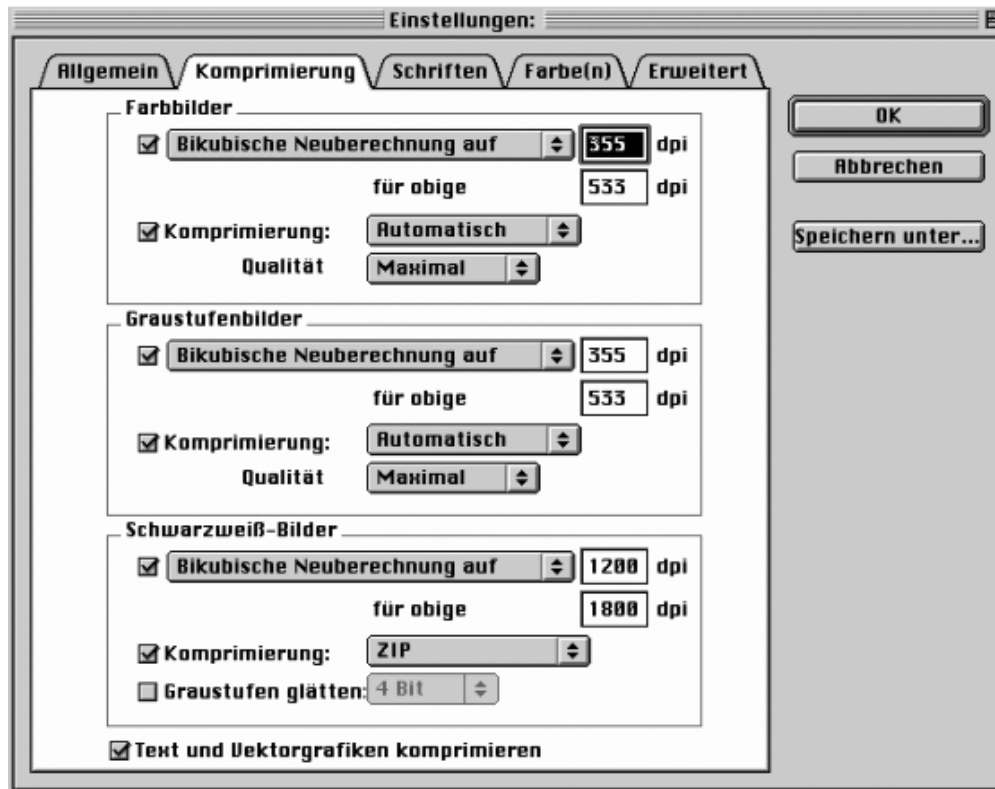 Einstellungen:
Allgemein Komprimierung Schriften Farbe(n) Erweitert
Farbbilder
Bikubische Neuberechnung auf 355 dpi
für obige 533 dpi
Komprimierung: Automatisch
Qualität Maximal
Graustufenbilder
Bikubische Neuberechnung auf 355 dpi
für obige 533 dpi
Komprimierung: Automatisch
Qualität Maximal
Schwarzweiß-Bilder
Bikubische Neuberechnung auf 1200 dpi
für obige 1800 dpi
Komprimierung: ZIP
Graustufen glätten: 4 Bit
Text und Vektorgrafiken komprimieren
OK
Abbrechen
Speichern unter...